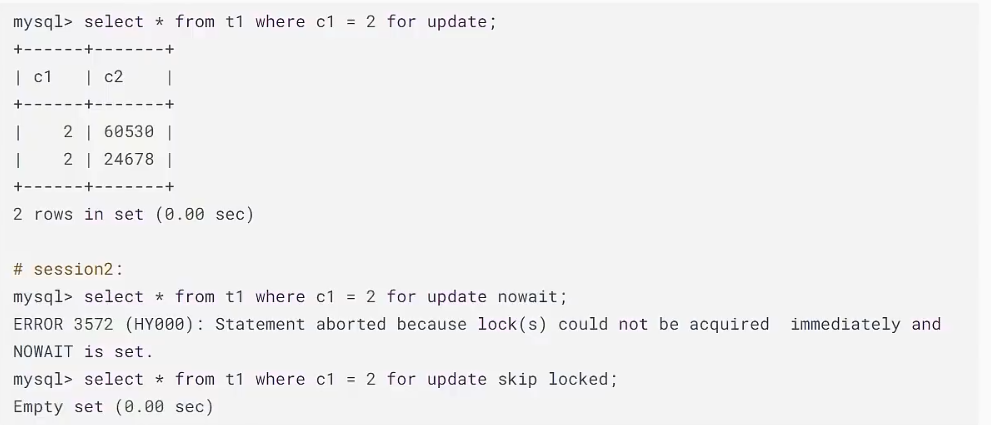 mysql> select * from t1 where c1 = 2 for update;
+------+-------+
| c1   | c2    |
+------+-------+
|    2 | 60530 |
|    2 | 24678 |
+------+-------+
2 rows in set (0.00 sec)

# session2:
mysql> select * from t1 where c1 = 2 for update nowait;
ERROR 3572 (HY000): Statement aborted because lock(s) could not be acquired  immediately and
NOWAIT is set.
mysql> select * from t1 where c1 = 2 for update skip locked;
Empty set (0.00 sec)